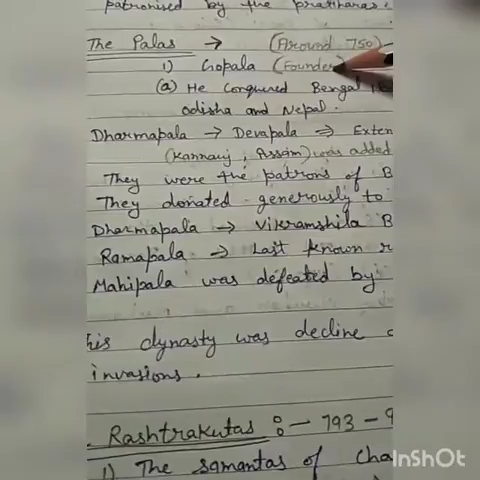 patronised by the pratiharas.
The Palas → (Around 750)-
1) Gopala (Founder)
(a) He conquered Bengal
odisha and Nepal.
Dharmapala → Devapala ⇒ Exten
(Kannauj, Assam) was added
They were the patrons of B
They donated generously to
Dharmapala → Vikramshila B
Ramapala → Last known r
Mahipala was defeated by
his dynasty was decline
invasions.
Rashtrakutas :- 793 - 9
1) The samantas of Cha
InShOt